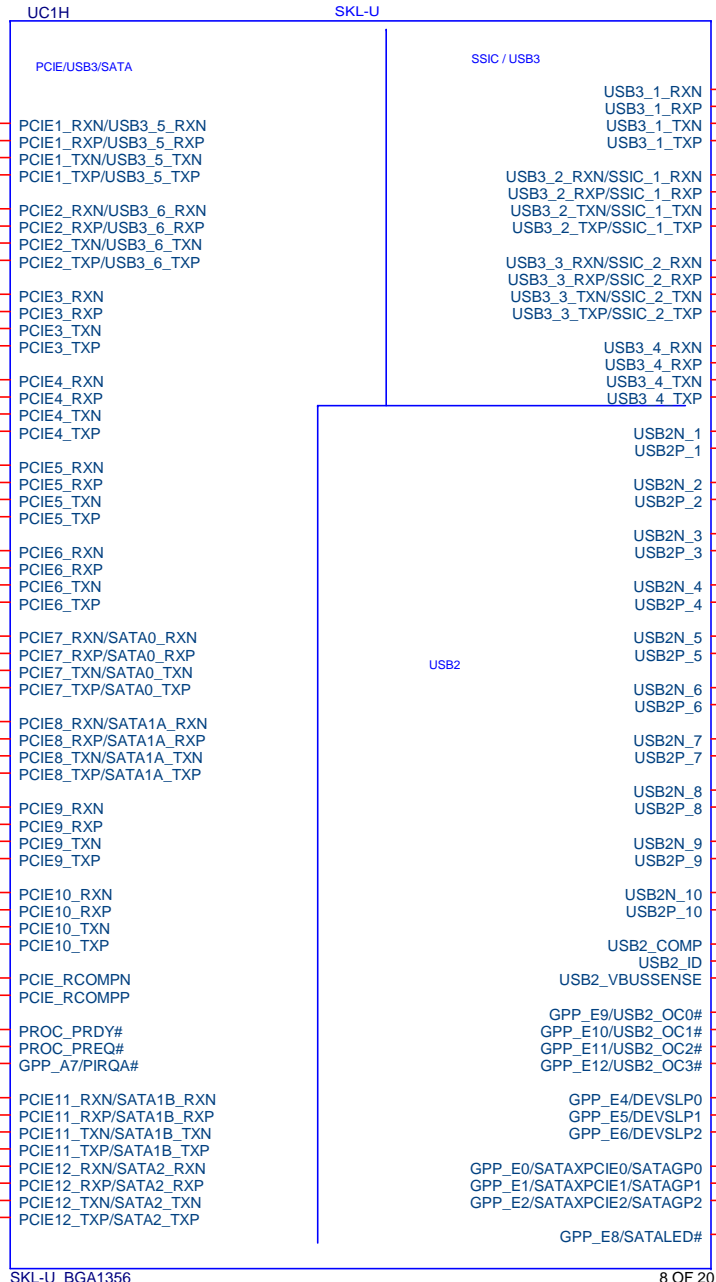 UC1H
SKL-U
PCIE/USB3/SATA
PCIE1_RXN/USB3_5_RXN
PCIE1_RXP/USB3_5_RXP
PCIE1_TXN/USB3_5_TXN
PCIE1_TXP/USB3_5_TXP
PCIE2_RXN/USB3_6_RXN
PCIE2_RXP/USB3_6_RXP
PCIE2_TXN/USB3_6_TXN
PCIE2_TXP/USB3_6_TXP
PCIE3_RXN
PCIE3_RXP
PCIE3_TXN
PCIE3_TXP
PCIE4_RXN
PCIE4_RXP
PCIE4_TXN
PCIE4_TXP
PCIE5_RXN
PCIE5_RXP
PCIE5_TXN
PCIE5_TXP
PCIE6_RXN
PCIE6_RXP
PCIE6_TXN
PCIE6_TXP
PCIE7_RXN/SATA0_RXN
PCIE7_RXP/SATA0_RXP
PCIE7_TXN/SATA0_TXN
PCIE7_TXP/SATA0_TXP
PCIE8_RXN/SATA1A_RXN
PCIE8_RXP/SATA1A_RXP
PCIE8_TXN/SATA1A_TXN
PCIE8_TXP/SATA1A_TXP
PCIE9_RXN
PCIE9_RXP
PCIE9_TXN
PCIE9_TXP
PCIE10_RXN
PCIE10_RXP
PCIE10_TXN
PCIE10_TXP
PCIE_RCOMPN
PCIE_RCOMPP
PROC_PRDY#
PROC_PREQ#
GPP_A7/PIRQA#
PCIE11_RXN/SATA1B_RXN
PCIE11_RXP/SATA1B_RXP
PCIE11_TXN/SATA1B_TXN
PCIE11_TXP/SATA1B_TXP
PCIE12_RXN/SATA2_RXN
PCIE12_RXP/SATA2_RXP
PCIE12_TXN/SATA2_TXN
PCIE12_TXP/SATA2_TXP
SSIC / USB3
USB3_1_RXN
USB3_1_RXP
USB3_1_TXN
USB3_1_TXP
USB3_2_RXN/SSIC_1_RXN
USB3_2_RXP/SSIC_1_RXP
USB3_2_TXN/SSIC_1_TXN
USB3_2_TXP/SSIC_1_TXP
USB3_3_RXN/SSIC_2_RXN
USB3_3_RXP/SSIC_2_RXP
USB3_3_TXN/SSIC_2_TXN
USB3_3_TXP/SSIC_2_TXP
USB3_4_RXN
USB3_4_RXP
USB3_4_TXN
USB3_4_TXP
USB2
USB2N_1
USB2P_1
USB2N_2
USB2P_2
USB2N_3
USB2P_3
USB2N_4
USB2P_4
USB2N_5
USB2P_5
USB2N_6
USB2P_6
USB2N_7
USB2P_7
USB2N_8
USB2P_8
USB2N_9
USB2P_9
USB2N_10
USB2P_10
USB2_COMP
USB2_ID
USB2_VBUSSENSE
GPP_E9/USB2_OC0#
GPP_E10/USB2_OC1#
GPP_E11/USB2_OC2#
GPP_E12/USB2_OC3#
GPP_E4/DEVSLP0
GPP_E5/DEVSLP1
GPP_E6/DEVSLP2
GPP_E0/SATAXPCIE0/SATAGP0
GPP_E1/SATAXPCIE1/SATAGP1
GPP_E2/SATAXPCIE2/SATAGP2
GPP_E8/SATALED#
SKL-U_BGA1356
8 OF 20